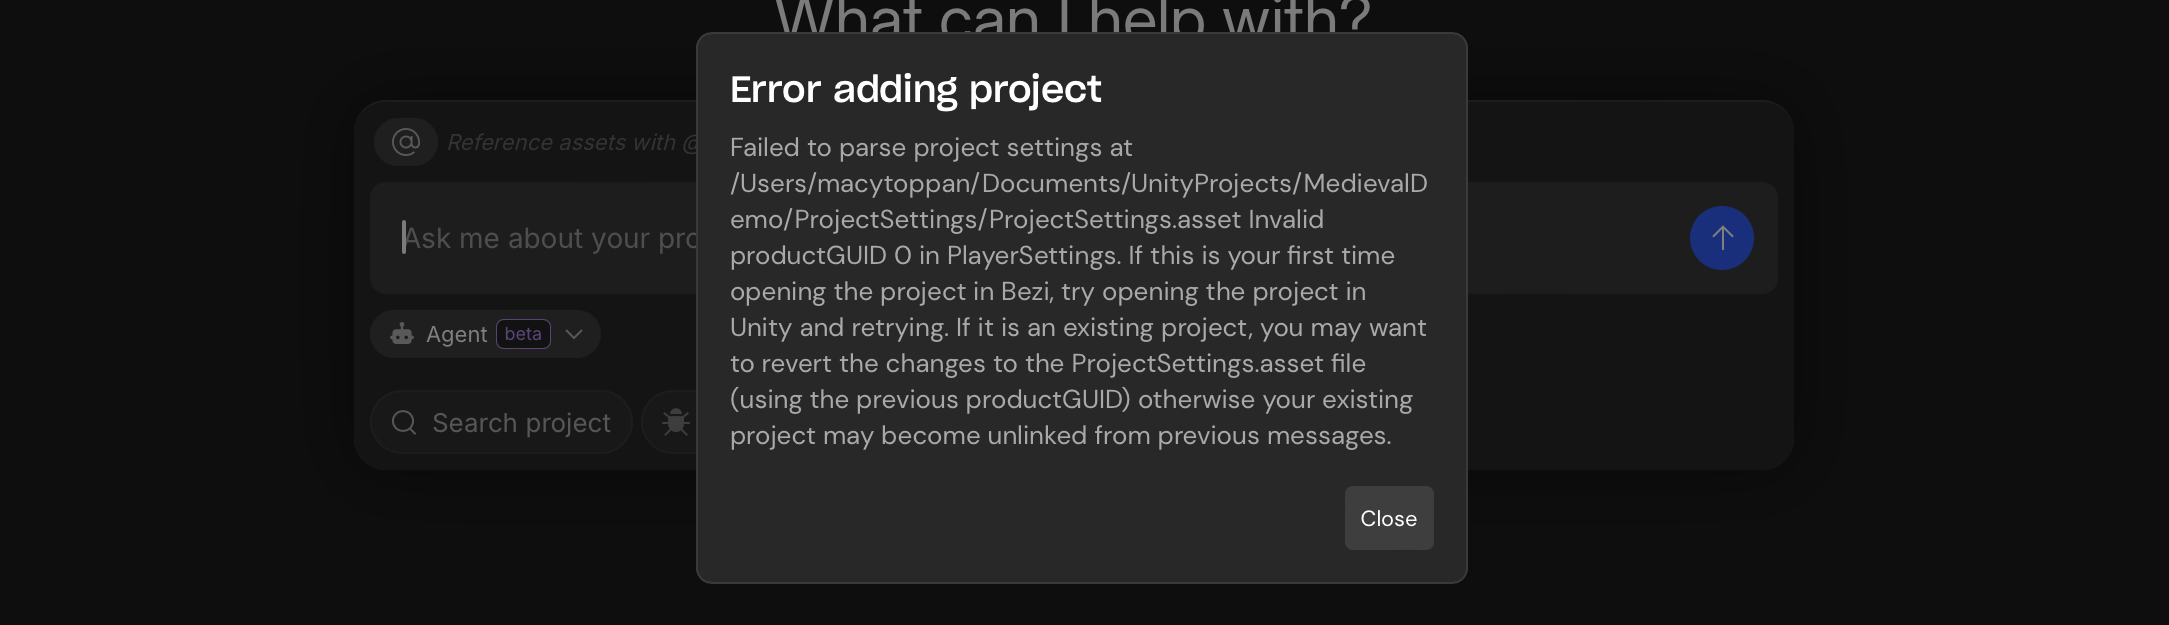 What can I help with?
Error adding project
Failed to parse project settings at
/Users/macytoppan/Documents/UnityProjects/MedievalD
emo/ProjectSettings/ProjectSettings.asset Invalid
productGUID 0 in PlayerSettings. If this is your first time
opening the project in Bezi, try opening the project in
Unity and retrying. If it is an existing project, you may want
to revert the changes to the ProjectSettings.asset file
(using the previous productGUID) otherwise your existing
project may become unlinked from previous messages.
Close
@ Reference assets with @
Ask me about your pro
Agent beta
Search project